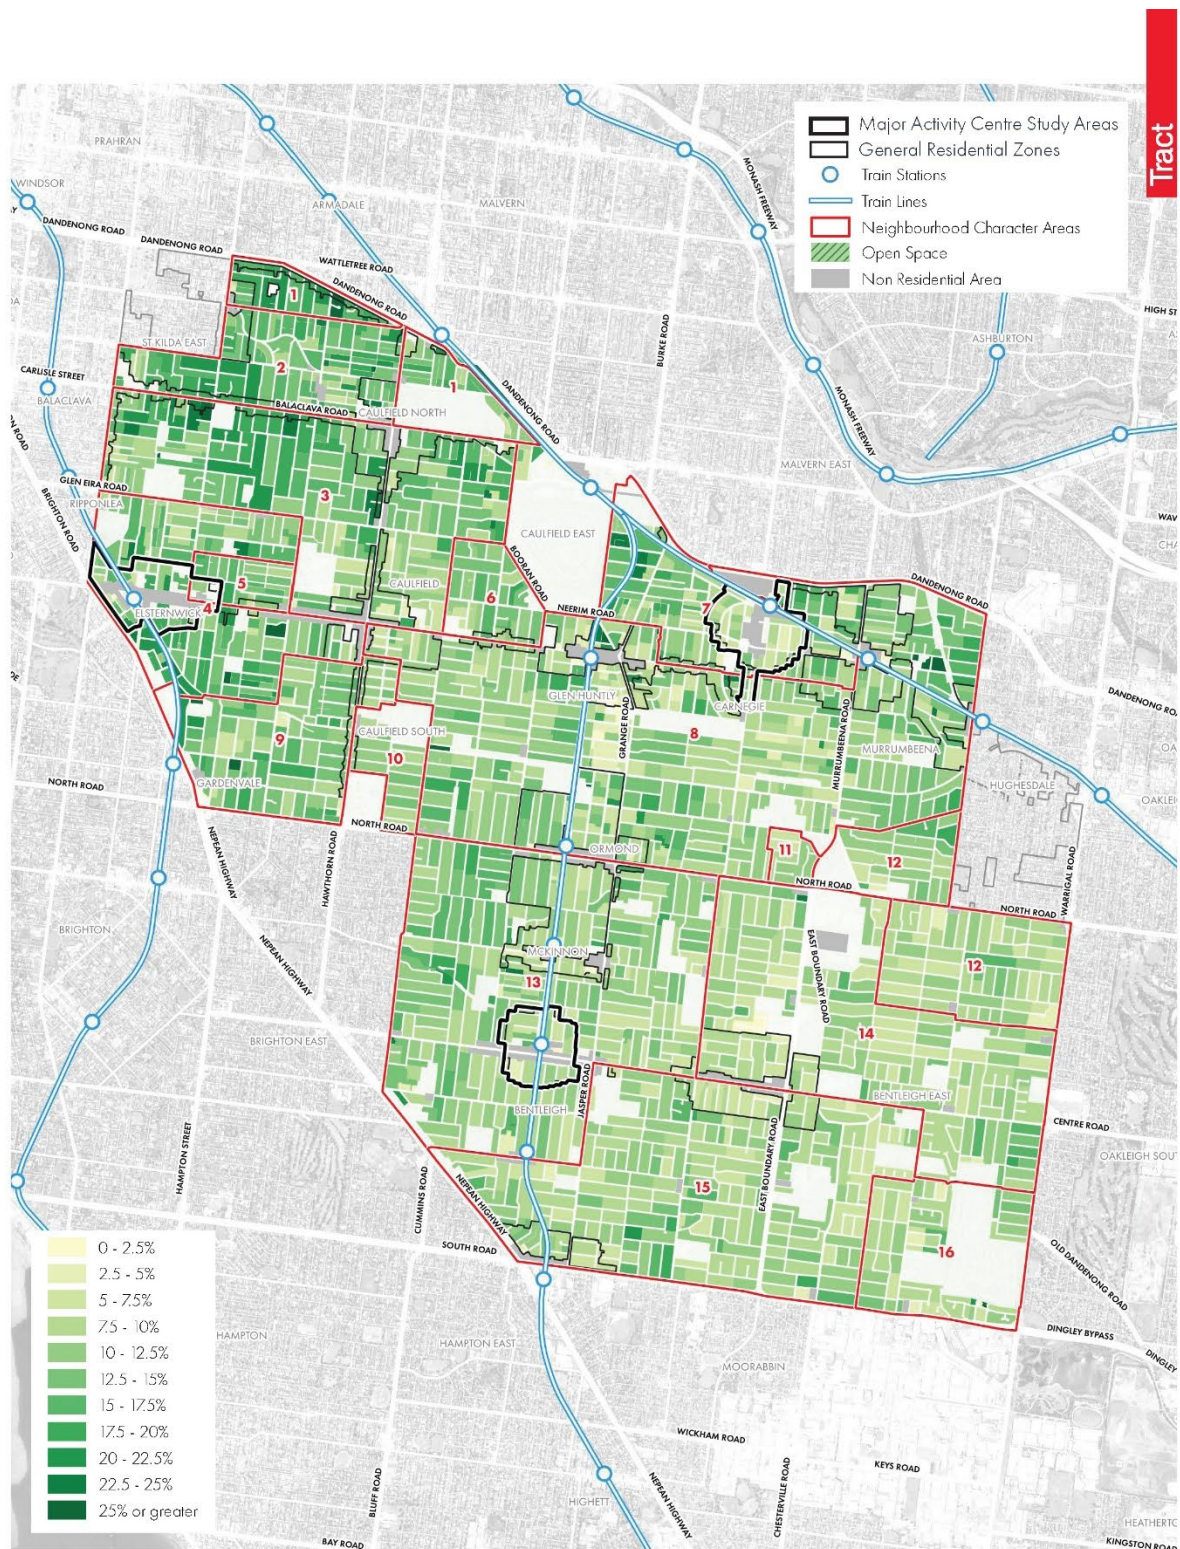 Tract
Major Activity Centre Study Areas
General Residential Zones
Train Stations
Train Lines
Neighbourhood Character Areas
Open Space
Non Residential Area
PRAHRAN
WINDSOR
ARMADALE
MALVERN
MONASH FREEWAY
DANDENONG ROAD
DANDENONG ROAD
WATTLETREE ROAD
DANDENONG ROAD
1
HIGH ST
BURKE ROAD
ASHBURTON
ST KILDA EAST
2
CARLISLE STREET
BALACLAVA
1
DANDENONG ROAD
MONASH FREEWAY
BALACLAVA ROAD
CAULFIELD NORTH
MALVERN EAST
GLEN EIRA ROAD
3
RIPPONLEA
BRIGHTON ROAD
CAULFIELD EAST
BOORAN ROAD
5
CAULFIELD
6
4
ELSTERNWICK
NEERIM ROAD
7
DANDENONG ROAD
GLEN HUNTLY
CARNEGIE
DANDENONG
GRANGE ROAD
8
MURRUMBEENA ROAD
MURRUMBEENA
9
CAULFIELD SOUTH
10
GARDENVALE
HUGHESDALE
NORTH ROAD
NORTH ROAD
NEPEAN HIGHWAY
HAWTHORN ROAD
ORMOND
11
12
NORTH ROAD
WARRIGAL ROAD
NORTH ROAD
BRIGHTON
NEPEAN HIGHWAY
MCKINNON
EAST BOUNDARY ROAD
12
13
14
BRIGHTON EAST
BENTLEIGH
JASPER ROAD
BENTLEIGH EAST
CENTRE ROAD
HAMPTON STREET
EAST BOUNDARY ROAD
OAKLEIGH SOUT
CUMMINS ROAD
NEPEAN HIGHWAY
15
SOUTH ROAD
16
OLD DANDENONG ROAD
0 - 2.5%
2.5 - 5%
5 - 7.5%
7.5 - 10%
10 - 12.5%
12.5 - 15%
15 - 17.5%
17.5 - 20%
20 - 22.5%
22.5 - 25%
25% or greater
HAMPTON
HAMPTON EAST
DINGLEY BYPASS
DINGLEY
MOORABBIN
WICKHAM ROAD
KEYS ROAD
BLUFF ROAD
HIGHETT
NEPEAN HIGHWAY
CHESTERVILLE ROAD
HEATHERTO
BAY ROAD
KINGSTON ROAD